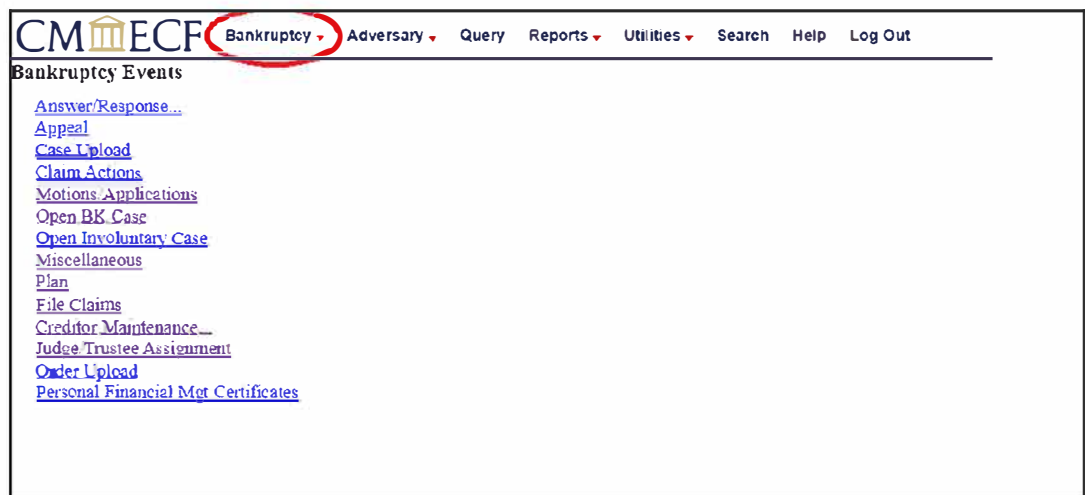 CM ECF Bankruptcy Adversary Query Reports Utilities Search Help Log Out
Bankruptcy Events
Answer/Response...
Appeal
Case Upload
Claim Actions
Motions/Applications
Open BK Case
Open Involuntary Case
Miscellaneous
Plan
File Claims
Creditor Maintenance...
Judge/Trustee Assignment
Order Upload
Personal Financial Mgt Certificates